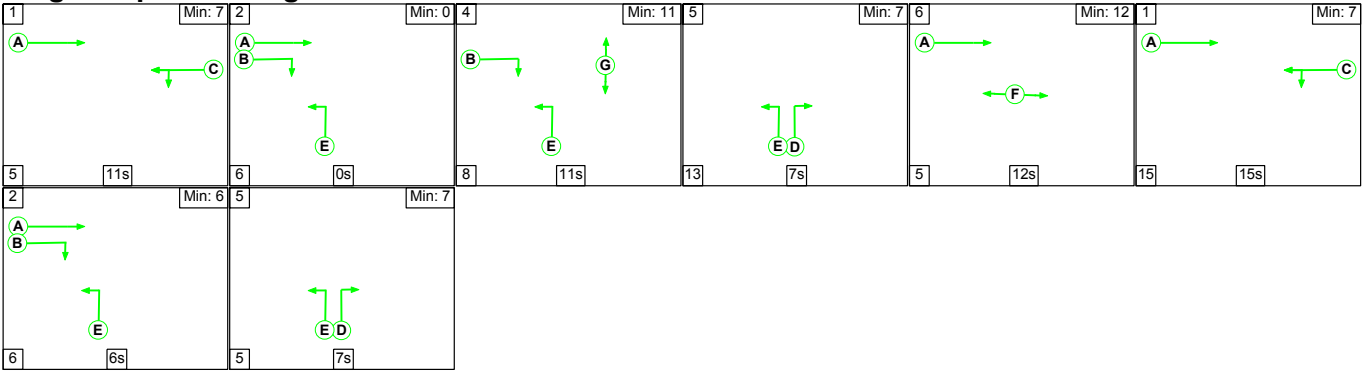 1 Min: 7
A
C
5 11s
2 Min: 0
A
B
E
6 0s
4 Min: 11
B
G
E
8 11s
5 Min: 7
E D
13 7s
6 Min: 12
A
F
5 12s
1 Min: 7
A
C
15 15s
2 Min: 6
A
B
E
6 6s
5 Min: 7
E D
5 7s